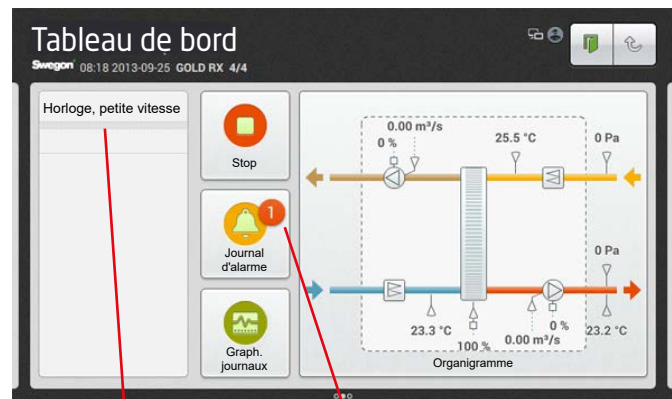 Tableau de bord
Swegon 08:18 2013-09-25 GOLD RX 4/4
Horloge, petite vitesse
Stop
1
Journal
d'alarme
Graph.
journaux
0.00 m³/s
0 %
25.5 °C
0 Pa
0 Pa
23.3 °C
100 %
0.00 m³/s
0 %
23.2 °C
Organigramme